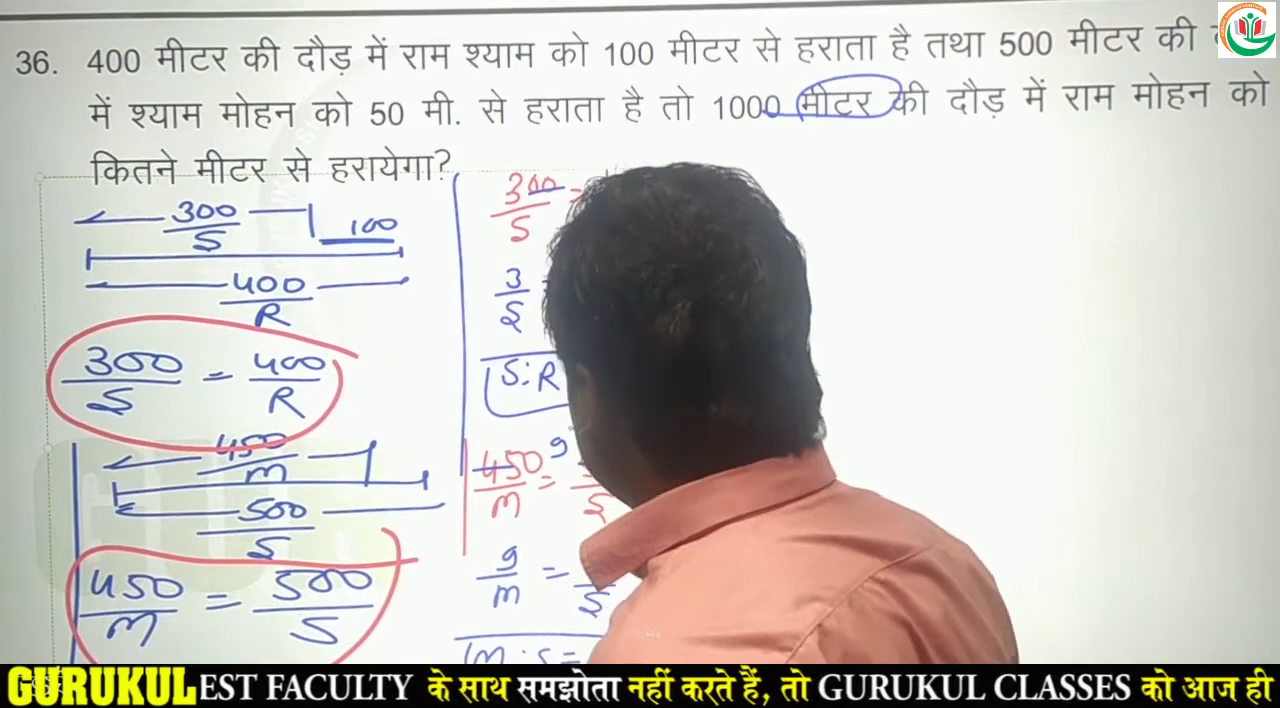 36. 400 मीटर की दौड़ में राम श्याम को 100 मीटर से हराता है तथा 500 मीटर की
में श्याम मोहन को 50 मी. से हराता है तो 1000 मीटर की दौड़ में राम मोहन को
कितने मीटर से हरायेगा?
300/S 100
400/R
300/S = 400/R
450/m
500/S
450/m = 500/S
300/S =
3/S
S:R
450/m = 9
S
9/m =
S
m:S=
GURUKUL EST FACULTY के साथ समझोता नहीं करते हैं, तो GURUKUL CLASSES को आज ही